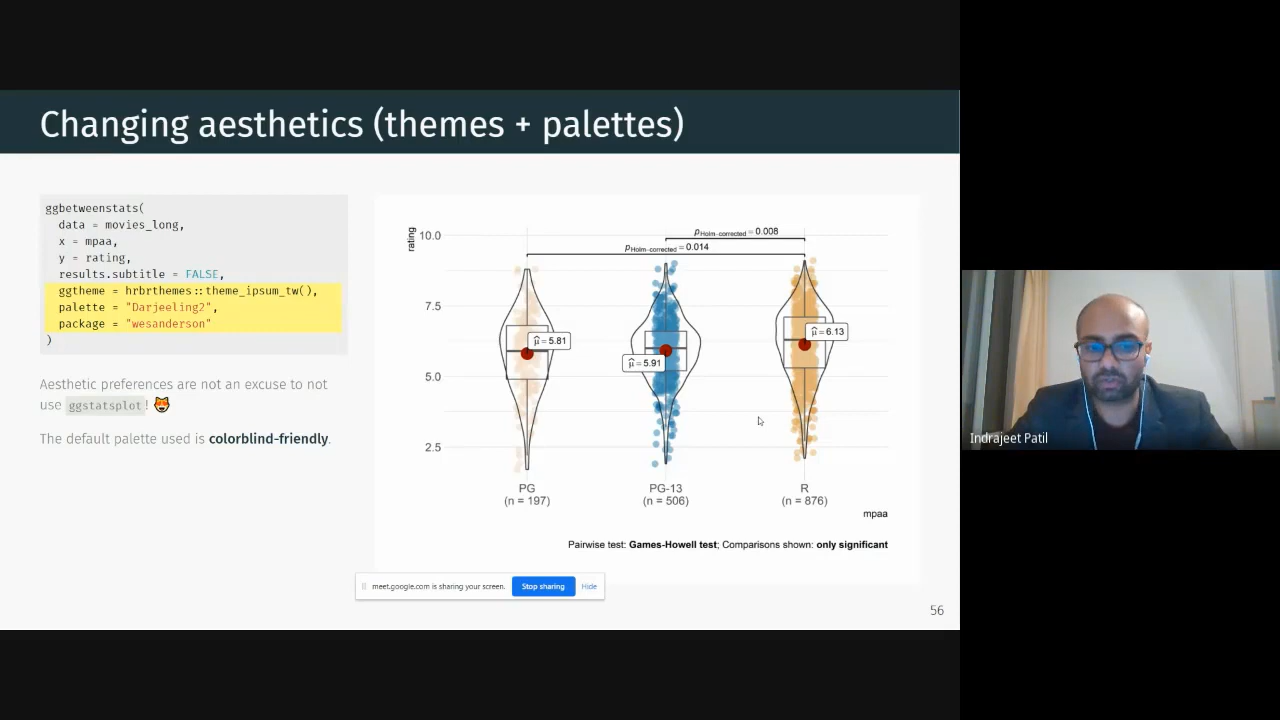 Changing aesthetics (themes + palettes)
ggbetweenstats(
data = movies_long,
x = mpaa,
y = rating,
results.subtitle = FALSE,
ggtheme = hrbrthemes::theme_ipsum_tw(),
palette = "Darjeeling2",
package = "wesanderson"
)
Aesthetic preferences are not an excuse to not
use ggstatsplot! 😻
The default palette used is colorblind-friendly.
rating
10.0
7.5
5.0
2.5
pHolm-corrected = 0.008
pHolm-corrected = 0.014
μ̂ = 5.81
μ̂ = 5.91
μ̂ = 6.13
PG
(n = 197)
PG-13
(n = 506)
R
(n = 876)
mpaa
Pairwise test: Games-Howell test; Comparisons shown: only significant
meet.google.com is sharing your screen. Stop sharing Hide
56
Indrajeet Patil